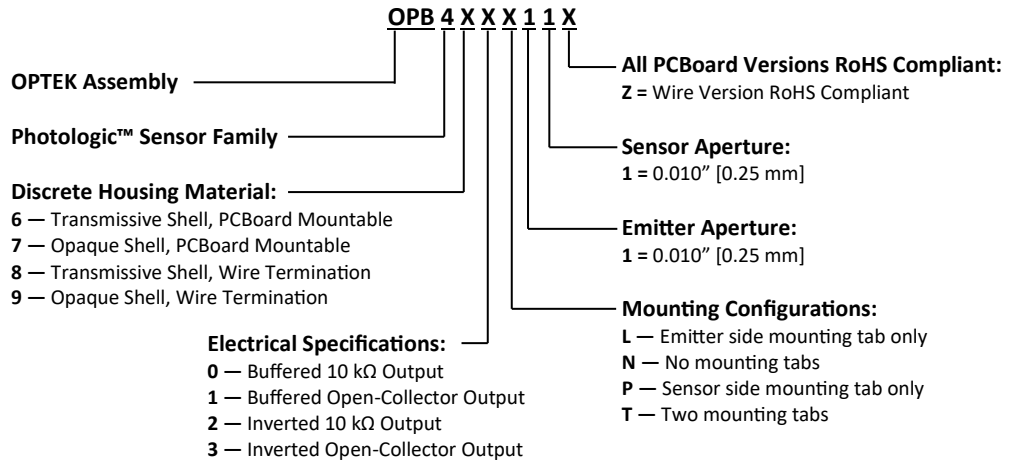 OPB 4 X X X 1 1 X
OPTEK Assembly
Photologic™ Sensor Family
Discrete Housing Material:
6 — Transmissive Shell, PCBoard Mountable
7 — Opaque Shell, PCBoard Mountable
8 — Transmissive Shell, Wire Termination
9 — Opaque Shell, Wire Termination
Electrical Specifications:
0 — Buffered 10 kΩ Output
1 — Buffered Open-Collector Output
2 — Inverted 10 kΩ Output
3 — Inverted Open-Collector Output
All PCBoard Versions RoHS Compliant:
Z = Wire Version RoHS Compliant
Sensor Aperture:
1 = 0.010” [0.25 mm]
Emitter Aperture:
1 = 0.010” [0.25 mm]
Mounting Configurations:
L — Emitter side mounting tab only
N — No mounting tabs
P — Sensor side mounting tab only
T — Two mounting tabs